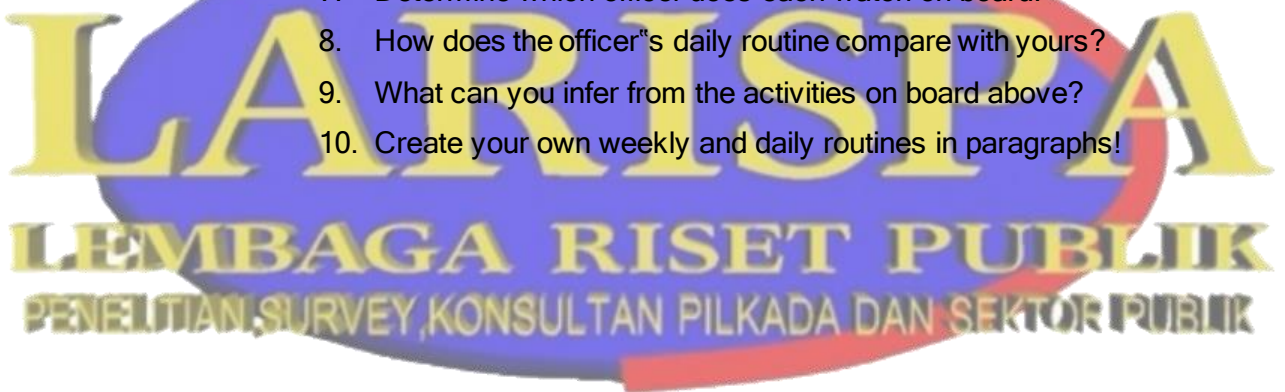 8. How does the officer‟s daily routine compare with yours?
9. What can you infer from the activities on board above?
10. Create your own weekly and daily routines in paragraphs!
LARISPA
LEMBAGA RISET PUBLIK
PENELITIAN,SURVEY,KONSULTAN PILKADA DAN SEKTOR PUBLIK